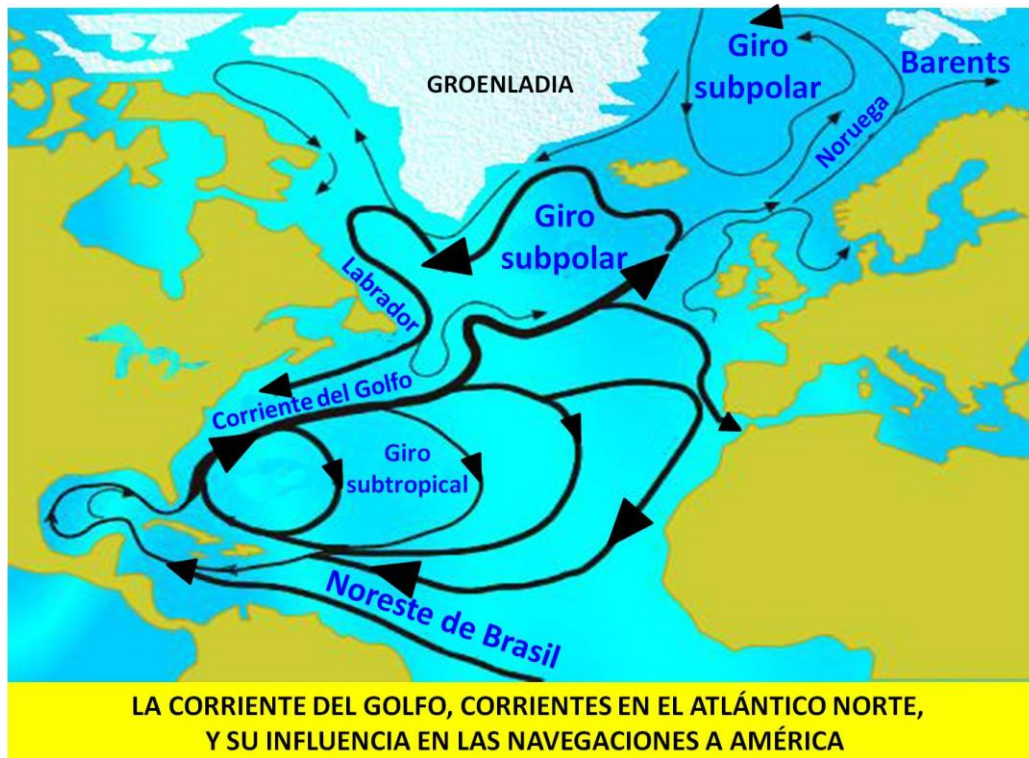 Giro
subpolar
Barents
GROENLADIA
Noruega
Giro
subpolar
Labrador
Corriente del Golfo
Giro
subtropical
Noreste de Brasil
LA CORRIENTE DEL GOLFO, CORRIENTES EN EL ATLÁNTICO NORTE,
Y SU INFLUENCIA EN LAS NAVEGACIONES A AMÉRICA